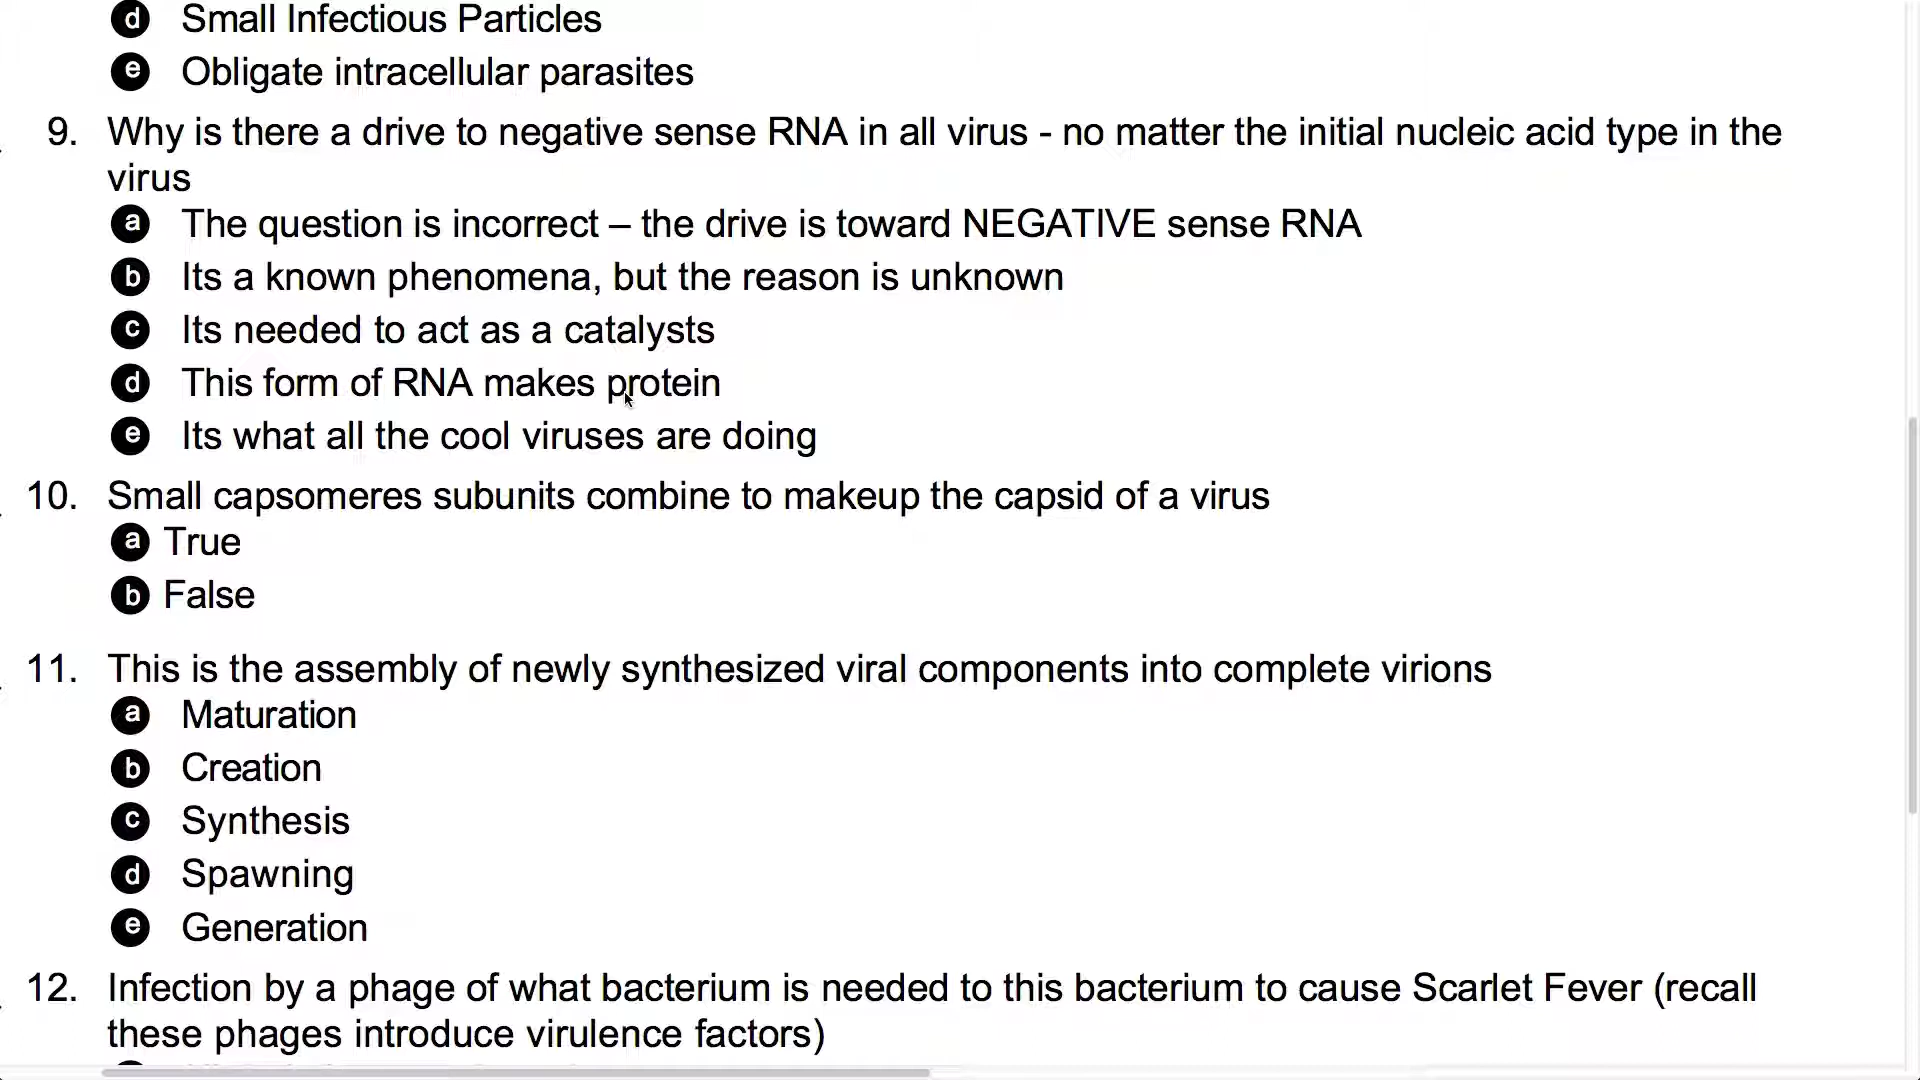 d Small Infectious Particles
e Obligate intracellular parasites
9. Why is there a drive to negative sense RNA in all virus - no matter the initial nucleic acid type in the
virus
a The question is incorrect – the drive is toward NEGATIVE sense RNA
b Its a known phenomena, but the reason is unknown
c Its needed to act as a catalysts
d This form of RNA makes protein
e Its what all the cool viruses are doing
10. Small capsomeres subunits combine to makeup the capsid of a virus
a True
b False
11. This is the assembly of newly synthesized viral components into complete virions
a Maturation
b Creation
c Synthesis
d Spawning
e Generation
12. Infection by a phage of what bacterium is needed to this bacterium to cause Scarlet Fever (recall
these phages introduce virulence factors)